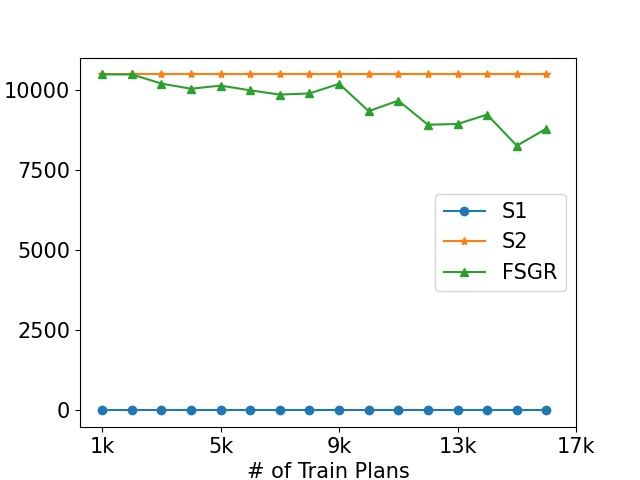 10000
7500
5000
2500
0
S1
S2
FSGR
1k 5k 9k 13k 17k
# of Train Plans